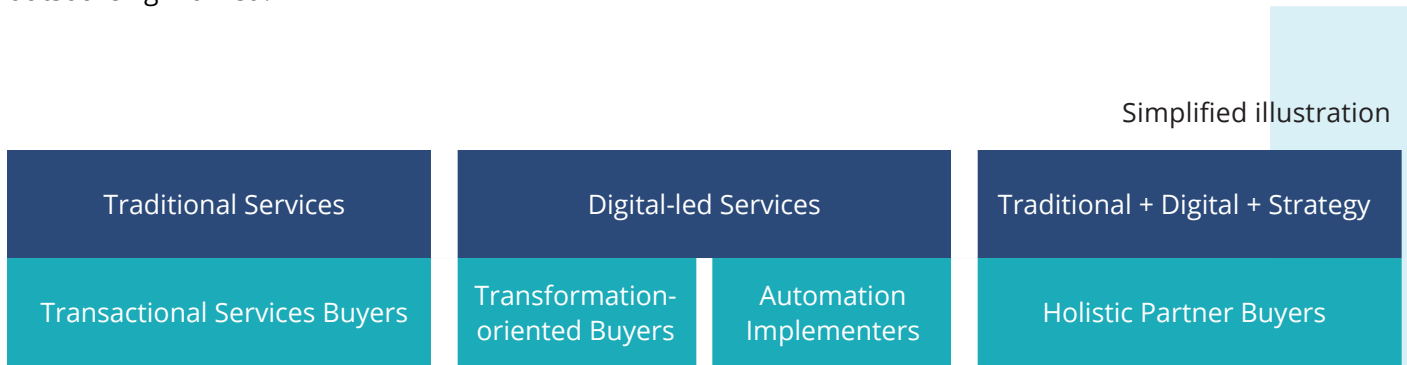 Simplified illustration
Traditional Services
Digital-led Services
Traditional + Digital + Strategy
Transactional Services Buyers
Transformation-
oriented Buyers
Automation
Implementers
Holistic Partner Buyers